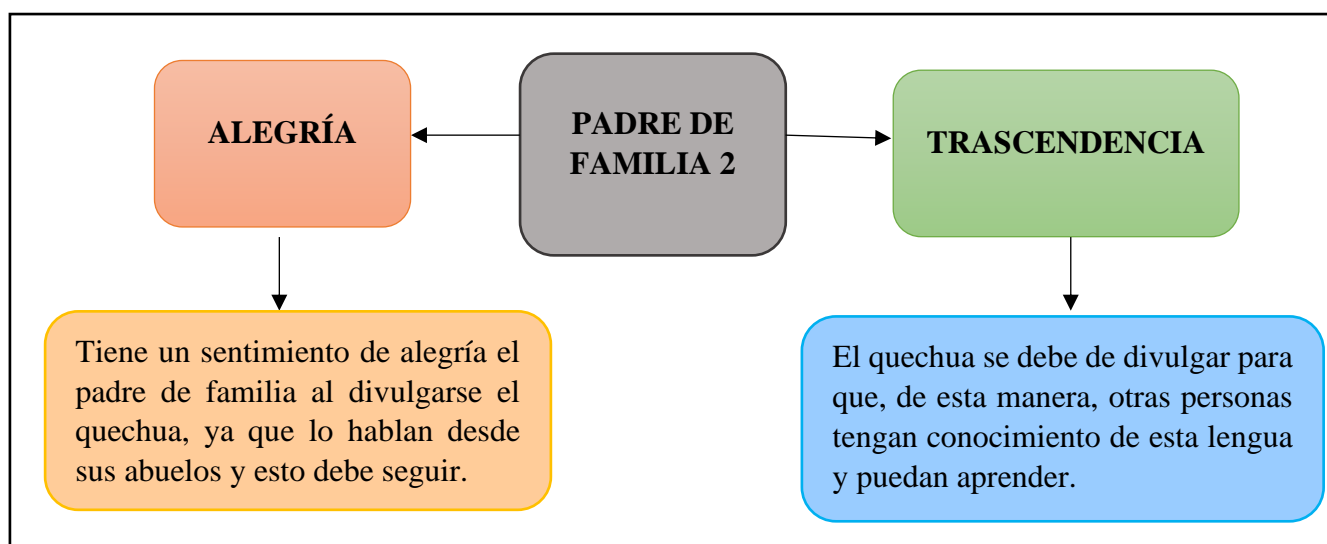 ALEGRÍA
PADRE DE
FAMILIA 2
TRASCENDENCIA
Tiene un sentimiento de alegría el
padre de familia al divulgarse el
quechua, ya que lo hablan desde
sus abuelos y esto debe seguir.
El quechua se debe de divulgar para
que, de esta manera, otras personas
tengan conocimiento de esta lengua
y puedan aprender.